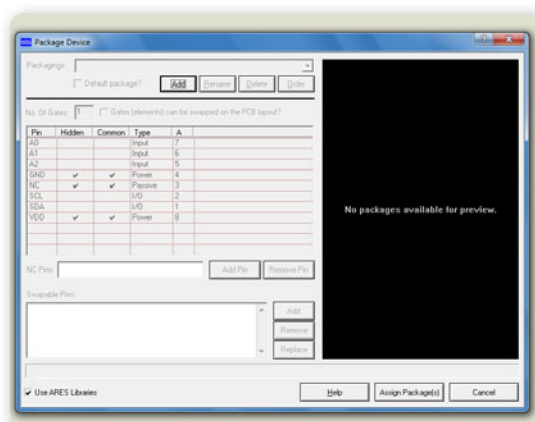 ISIS Package Device
Packagings:
Default package? Add Rename Delete Order
No. Of Gates: 1 Gates (elements) can be swapped on the PCB layout?
Pin Hidden Common Type A
A0 Input 7
A1 Input 6
A2 Input 5
GND ✔ ✔ Power 4
NC ✔ ✔ Passive 3
SCL I/O 2
SDA I/O 1
VDD ✔ ✔ Power 8
NC Pins: Add Pin Remove Pin
Swapable Pins:
Add
Remove
Replace
No packages available for preview.
Use ARES Libraries Help Assign Package(s) Cancel